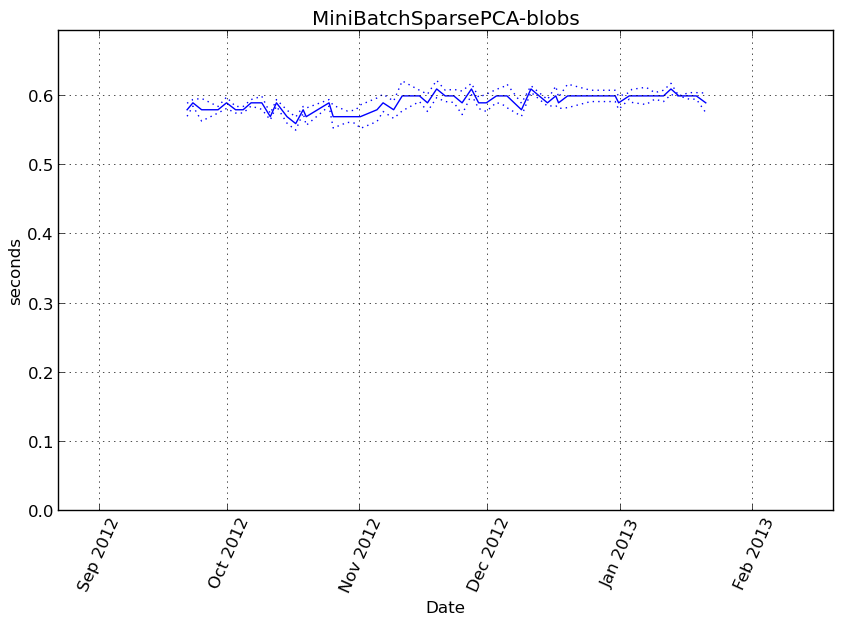 MiniBatchSparsePCA-blobs
0.6
0.5
0.4
0.3
0.2
0.1
0.0
seconds
Sep 2012
Oct 2012
Nov 2012
Dec 2012
Jan 2013
Feb 2013
Date